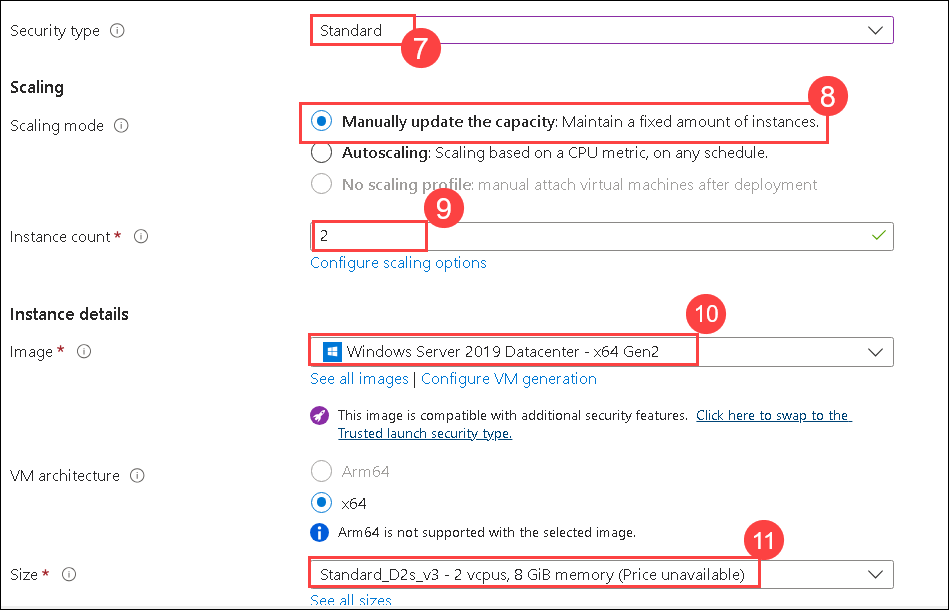 Security type
Standard
7
Scaling
8
Scaling mode
Manually update the capacity: Maintain a fixed amount of instances.
Autoscaling: Scaling based on a CPU metric, on any schedule.
No scaling profile: manual attach virtual machines after deployment
9
Instance count *
2
Configure scaling options
Instance details
10
Image *
Windows Server 2019 Datacenter - x64 Gen2
See all images | Configure VM generation
This image is compatible with additional security features. Click here to swap to the
Trusted launch security type.
VM architecture
Arm64
x64
Arm64 is not supported with the selected image.
11
Size *
Standard_D2s_v3 - 2 vcpus, 8 GiB memory (Price unavailable)
See all sizes